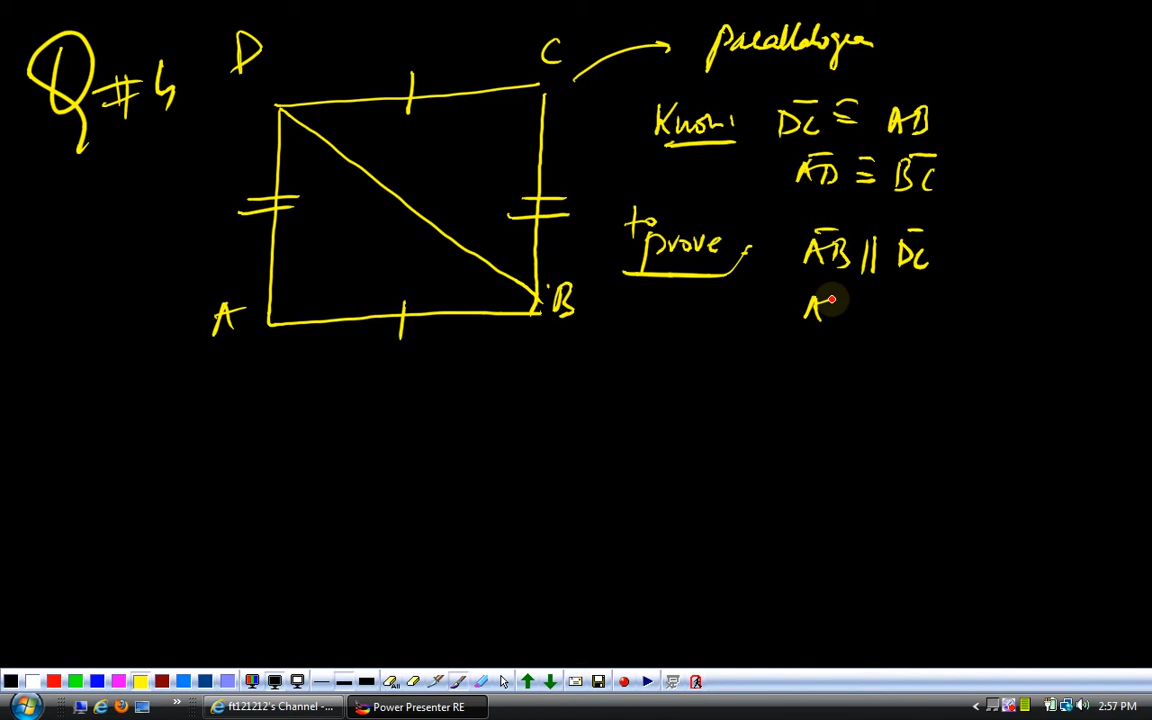 Q#4
D
C
parallelogram
Known: DC ≅ AB
AD ≅ BC
to prove
AB || DC
A
A
B
ft121212's Channel -...
Power Presenter RE
2:57 PM
All